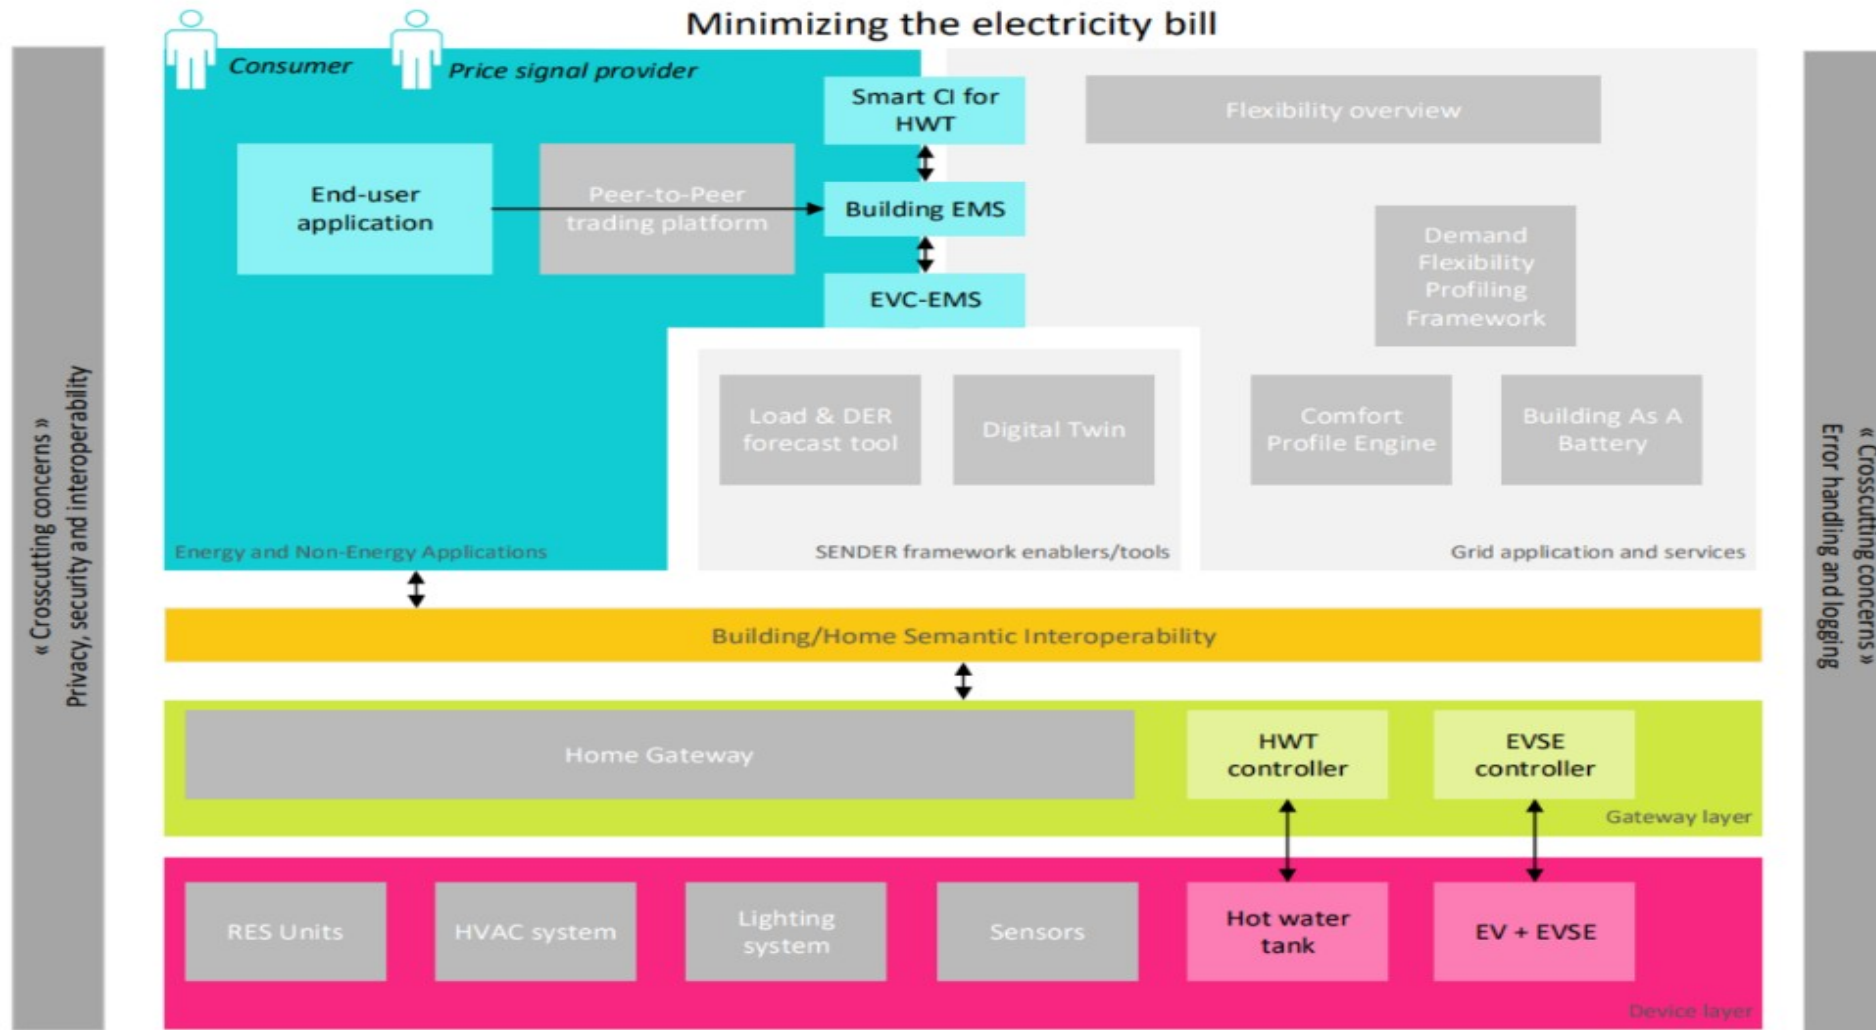 Minimizing the electricity bill
Consumer
Price signal provider
Smart CI for
HWT
Flexibility overview
End-user
application
Peer-to-Peer
trading platform
Building EMS
EVC-EMS
Demand
Flexibility
Profiling
Framework
Load & DER
forecast tool
Digital Twin
Comfort
Profile Engine
Building As A
Battery
Energy and Non-Energy Applications
SENDER framework enablers/tools
Grid application and services
« Crosscutting concerns »
Privacy, security and interoperability
« Crosscutting concerns »
Error handling and logging
Building/Home Semantic Interoperability
Home Gateway
HWT
controller
EVSE
controller
Gateway layer
RES Units
HVAC system
Lighting
system
Sensors
Hot water
tank
EV + EVSE
Device layer